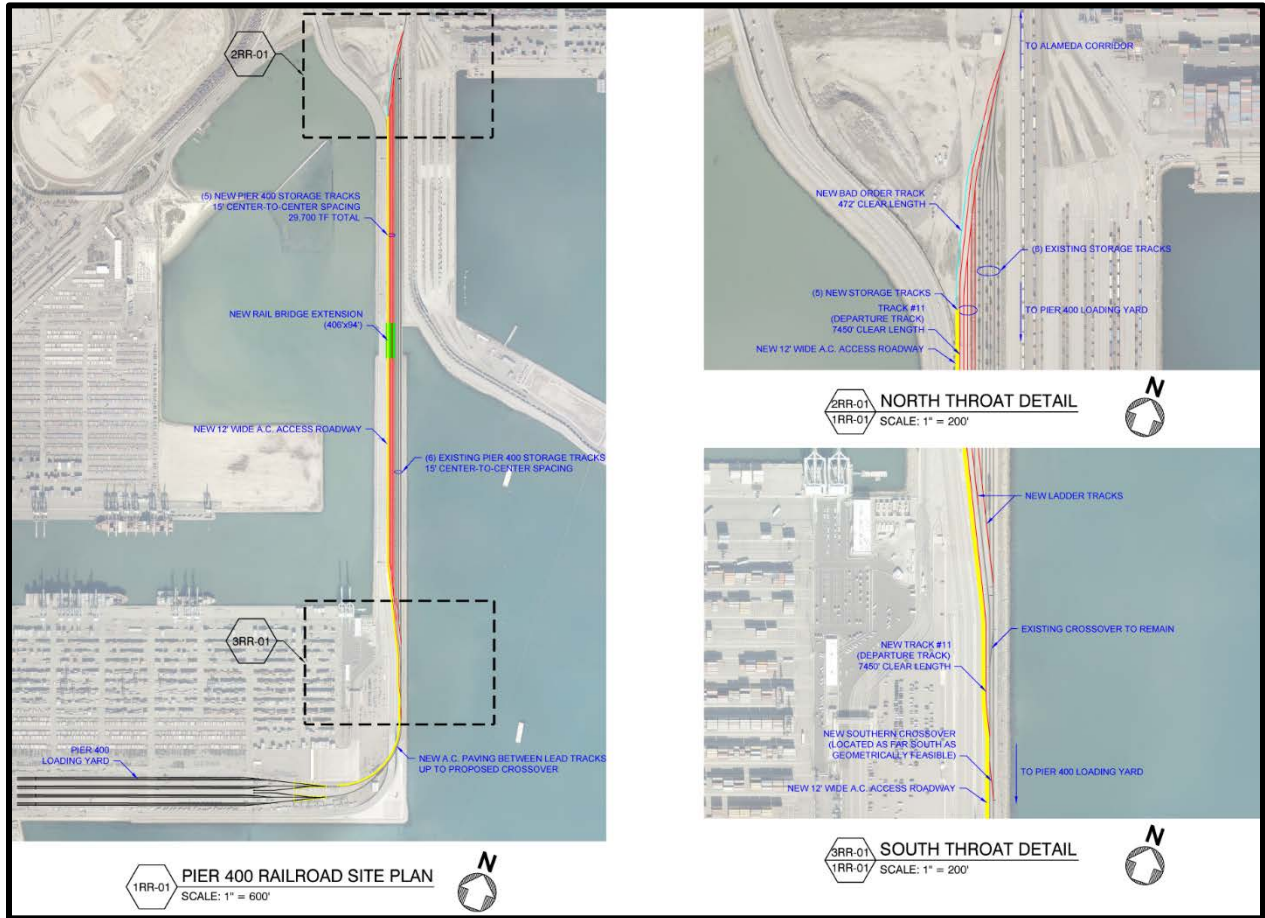 2RR-01
(5) NEW PIER 400 STORAGE TRACKS
15' CENTER-TO-CENTER SPACING
29,700 TF TOTAL
NEW RAIL BRIDGE EXTENSION
(406'x94')
NEW 12' WIDE A.C. ACCESS ROADWAY
(6) EXISTING PIER 400 STORAGE TRACKS
15' CENTER-TO-CENTER SPACING
3RR-01
PIER 400
LOADING YARD
NEW A.C. PAVING BETWEEN LEAD TRACKS
UP TO PROPOSED CROSSOVER
1RR-01
PIER 400 RAILROAD SITE PLAN
SCALE: 1" = 600'
N
TO ALAMEDA CORRIDOR
NEW BAD ORDER TRACK
472' CLEAR LENGTH
(6) EXISTING STORAGE TRACKS
(5) NEW STORAGE TRACKS
TRACK #11
(DEPARTURE TRACK)
7450' CLEAR LENGTH
TO PIER 400 LOADING YARD
NEW 12' WIDE A.C. ACCESS ROADWAY
2RR-01
1RR-01
NORTH THROAT DETAIL
SCALE: 1" = 200'
N
NEW LADDER TRACKS
EXISTING CROSSOVER TO REMAIN
NEW TRACK #11
(DEPARTURE TRACK)
7450' CLEAR LENGTH
NEW SOUTHERN CROSSOVER
(LOCATED AS FAR SOUTH AS
GEOMETRICALLY FEASIBLE)
TO PIER 400 LOADING YARD
NEW 12' WIDE A.C. ACCESS ROADWAY
3RR-01
1RR-01
SOUTH THROAT DETAIL
SCALE: 1" = 200'
N